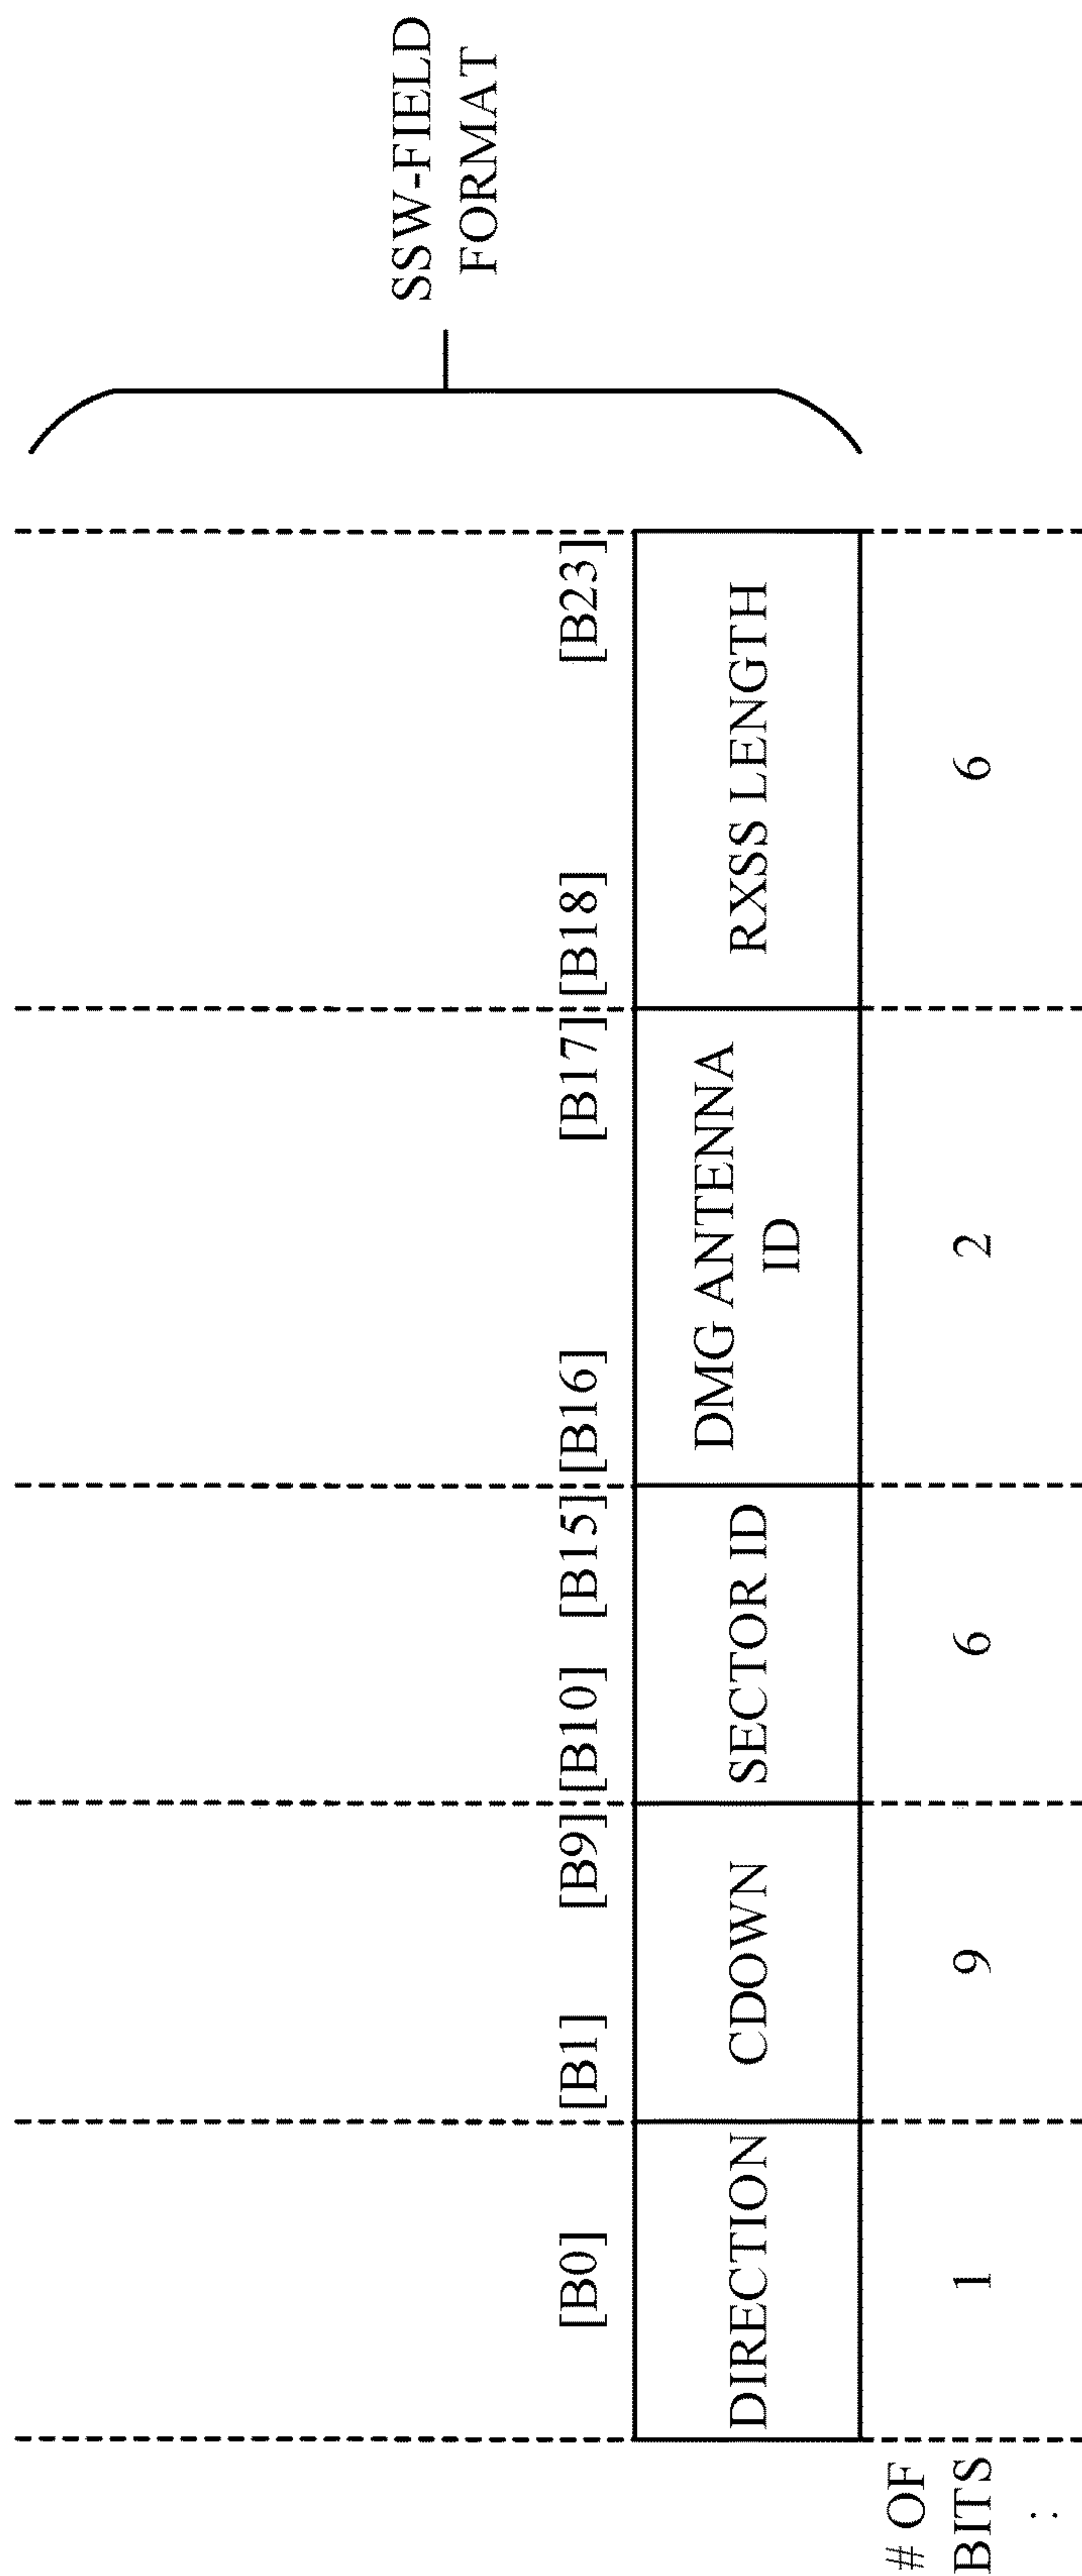 [B0] [B1] [B9] [B10] [B15] [B16] [B17] [B18] [B23]
DIRECTION
CDOWN
SECTOR ID
DMG ANTENNA
ID
RXSS LENGTH
# OF
BITS
:
1 9 6 2 6
SSW-FIELD
FORMAT